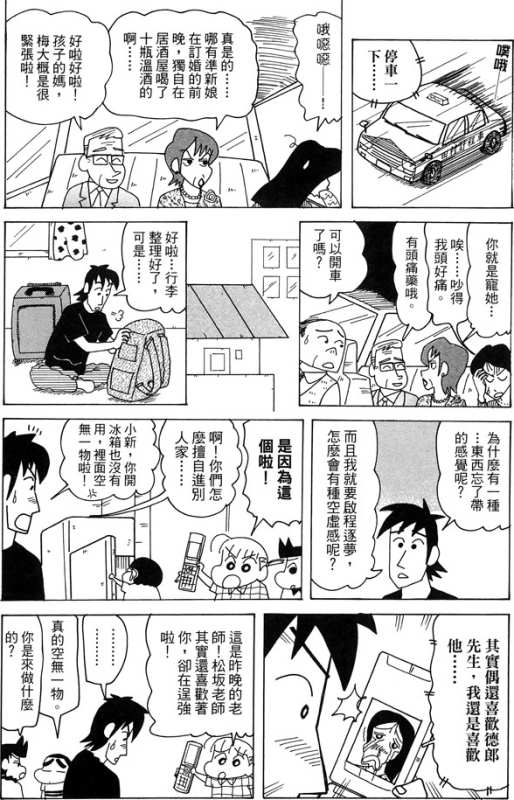 噗哦
停車一
下⋯⋯
哦噁噁⋯⋯！
真是的⋯⋯
哪有準新娘
在訂婚的前
晚，獨自在
居酒屋喝了
十瓶溫酒的
啊⋯⋯
好啦好啦！
孩子的媽，
梅大概是很
緊張啦！
你就是寵她⋯
唉⋯⋯吵得
我頭好痛。
有頭痛藥哦。
可以開車
了嗎？
好啦⋯行李
整理好了，
可是⋯⋯
為什麼有一種
⋯東西忘了帶
的感覺呢？
而且我就要啟程逐夢，
怎麼會有種空虛感呢？
是因為這
個啦！
啊！你們怎
麼擅自進別
人家⋯⋯
小新，你開
冰箱也沒有
用，裡面空
無一物啦！
其實偶還喜歡德郎
先生，我還是喜歡
他⋯⋯
這是昨晚的老
師！松坂老師
其實還喜歡著
你，卻在逞強
啦！
⋯⋯⋯
真的空無一物。
你是來做什麼
的？